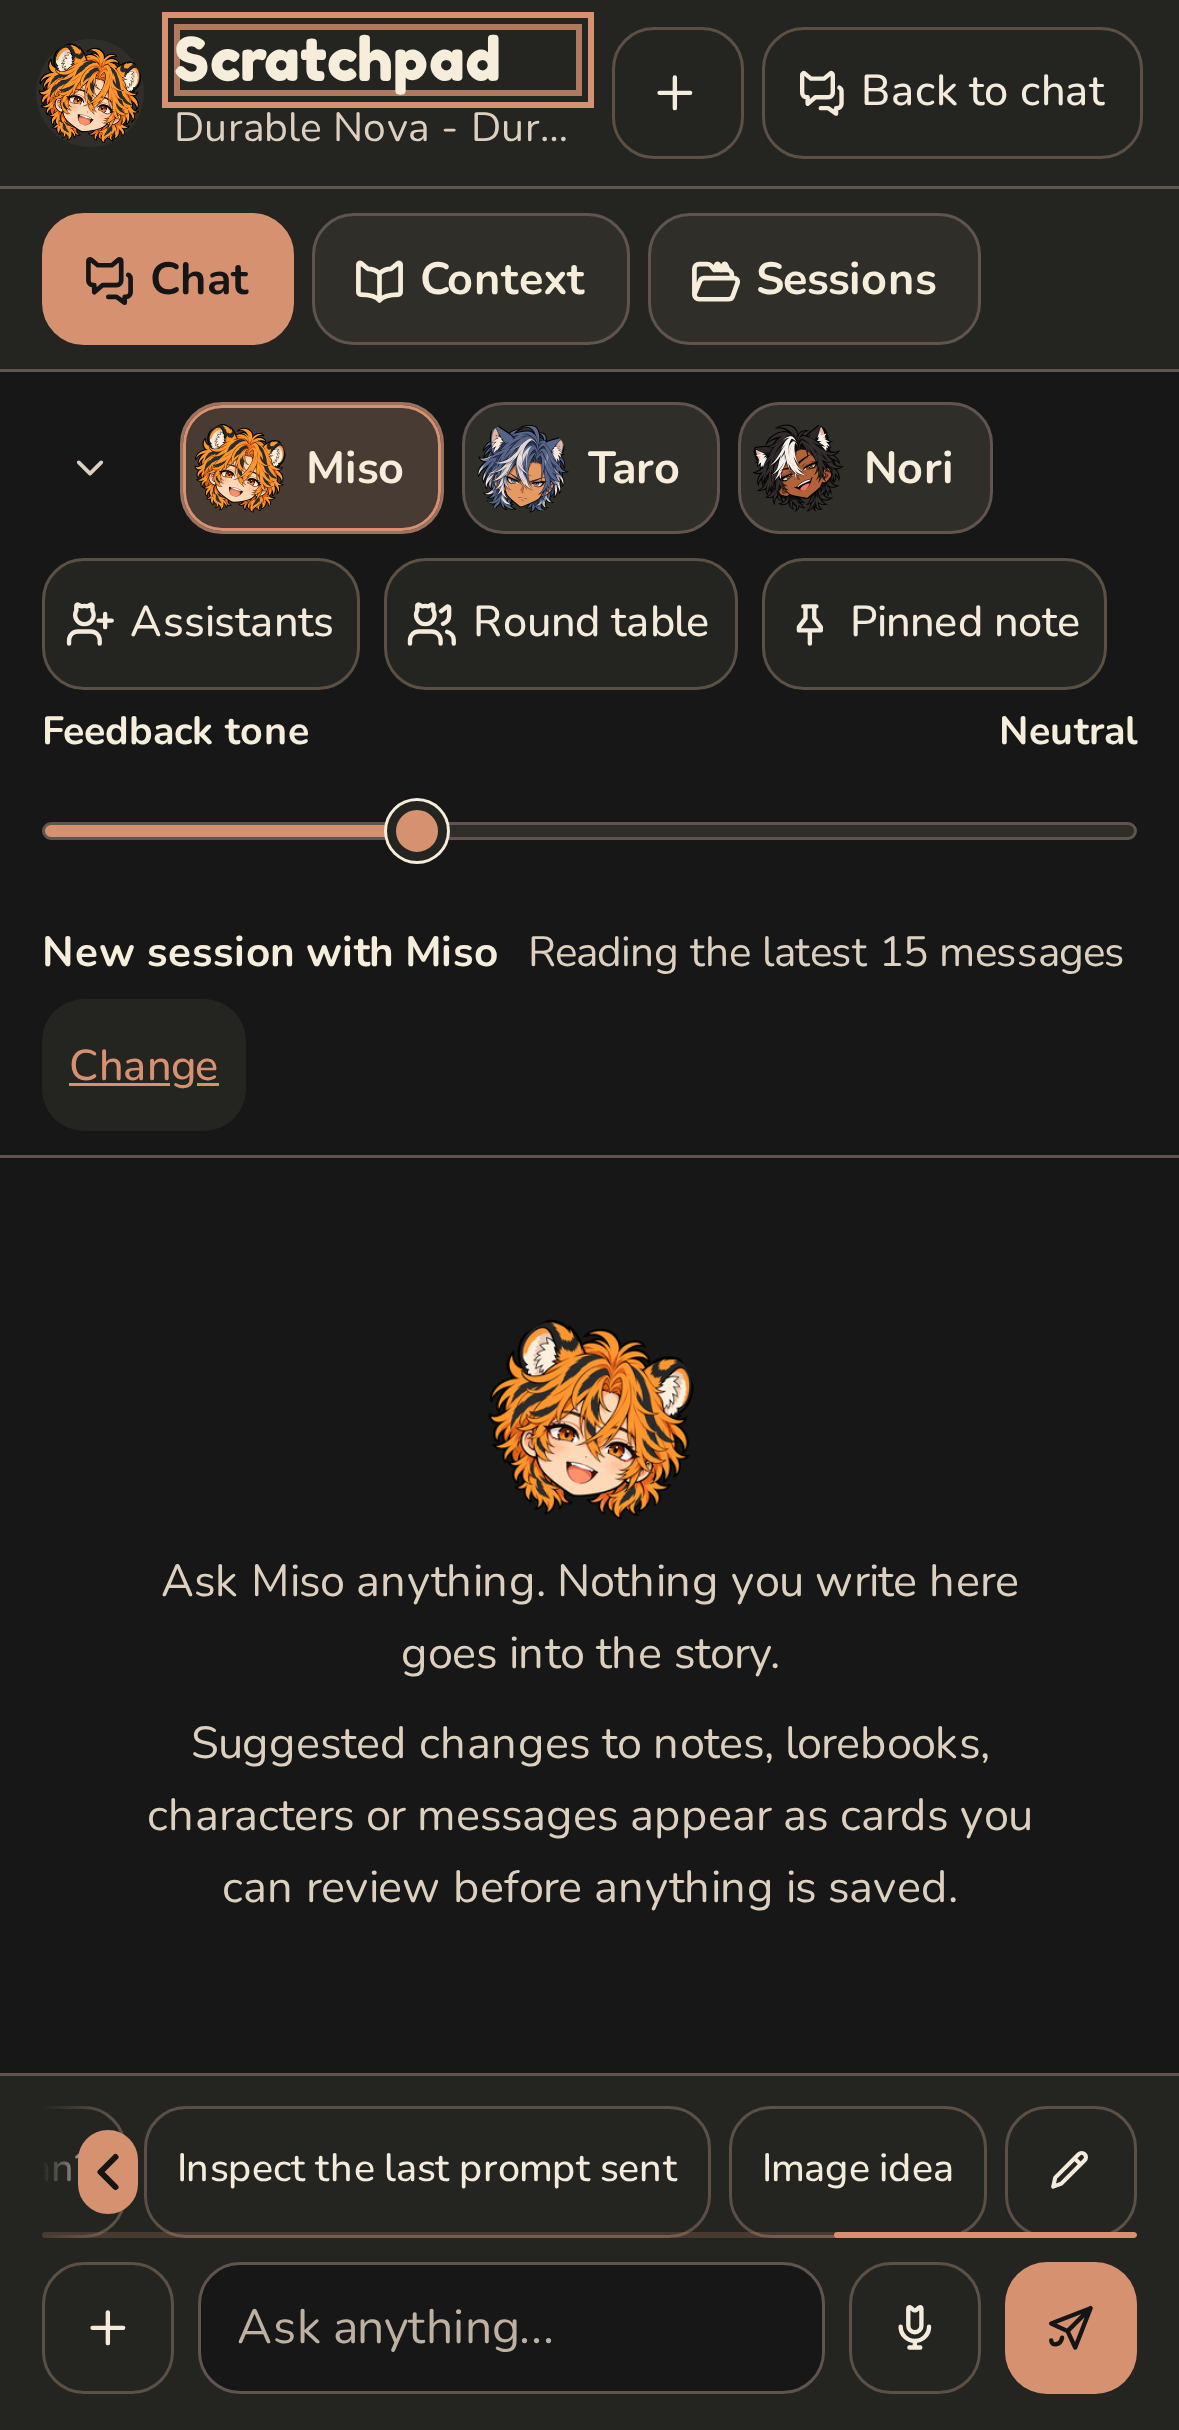 Scratchpad
Durable Nova - Dur...
Back to chat
Chat
Context
Sessions
Miso
Taro
Nori
Assistants
Round table
Pinned note
Feedback tone
Neutral
New session with Miso
Reading the latest 15 messages
Change
Ask Miso anything. Nothing you write here
goes into the story.
Suggested changes to notes, lorebooks,
characters or messages appear as cards you
can review before anything is saved.
Inspect the last prompt sent
Image idea
Ask anything...